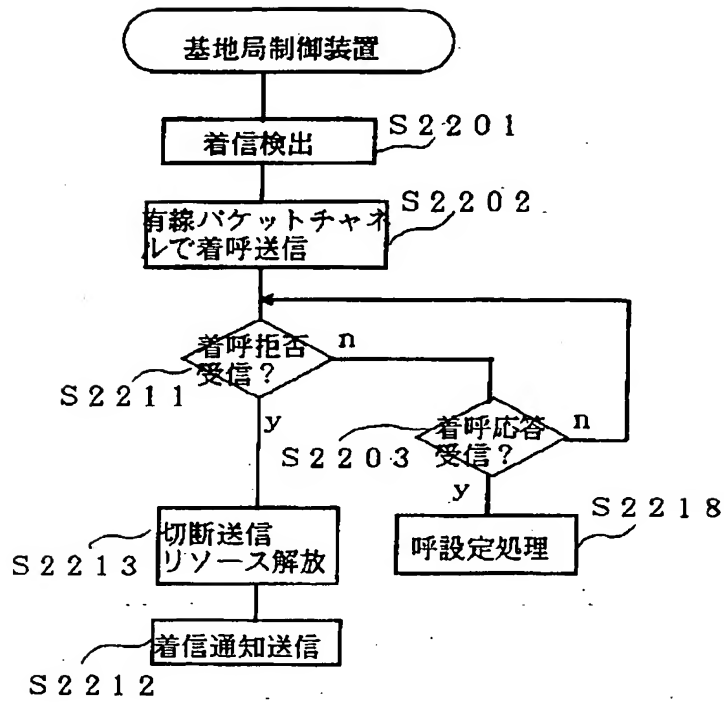 基地局制御装置
着信検出
S2201
有線パケットチャネ
ルで着呼送信
S2202
着呼拒否
受信?
n
S2211
y
着呼応答
受信?
n
S2203
y
切断送信
リソース解放
S2213
呼設定処理
S2218
着信通知送信
S2212